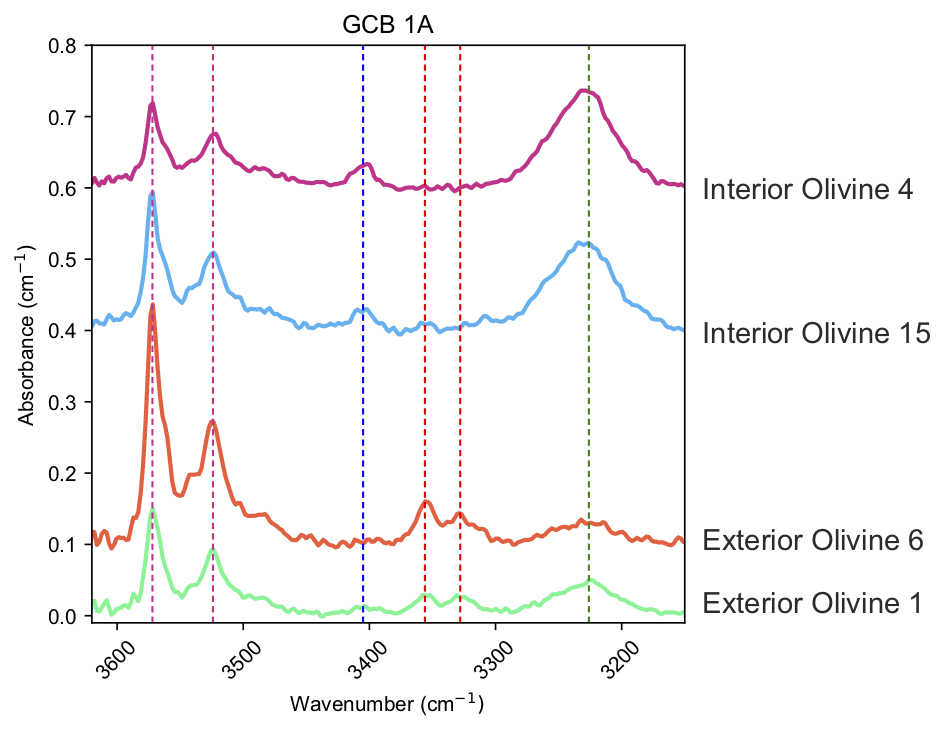 GCB 1A
0.8
0.7
0.6
0.5
0.4
0.3
0.2
0.1
0.0
Absorbance (cm⁻¹)
Interior Olivine 4
Interior Olivine 15
Exterior Olivine 6
Exterior Olivine 1
3600
3500
3400
3300
3200
Wavenumber (cm⁻¹)